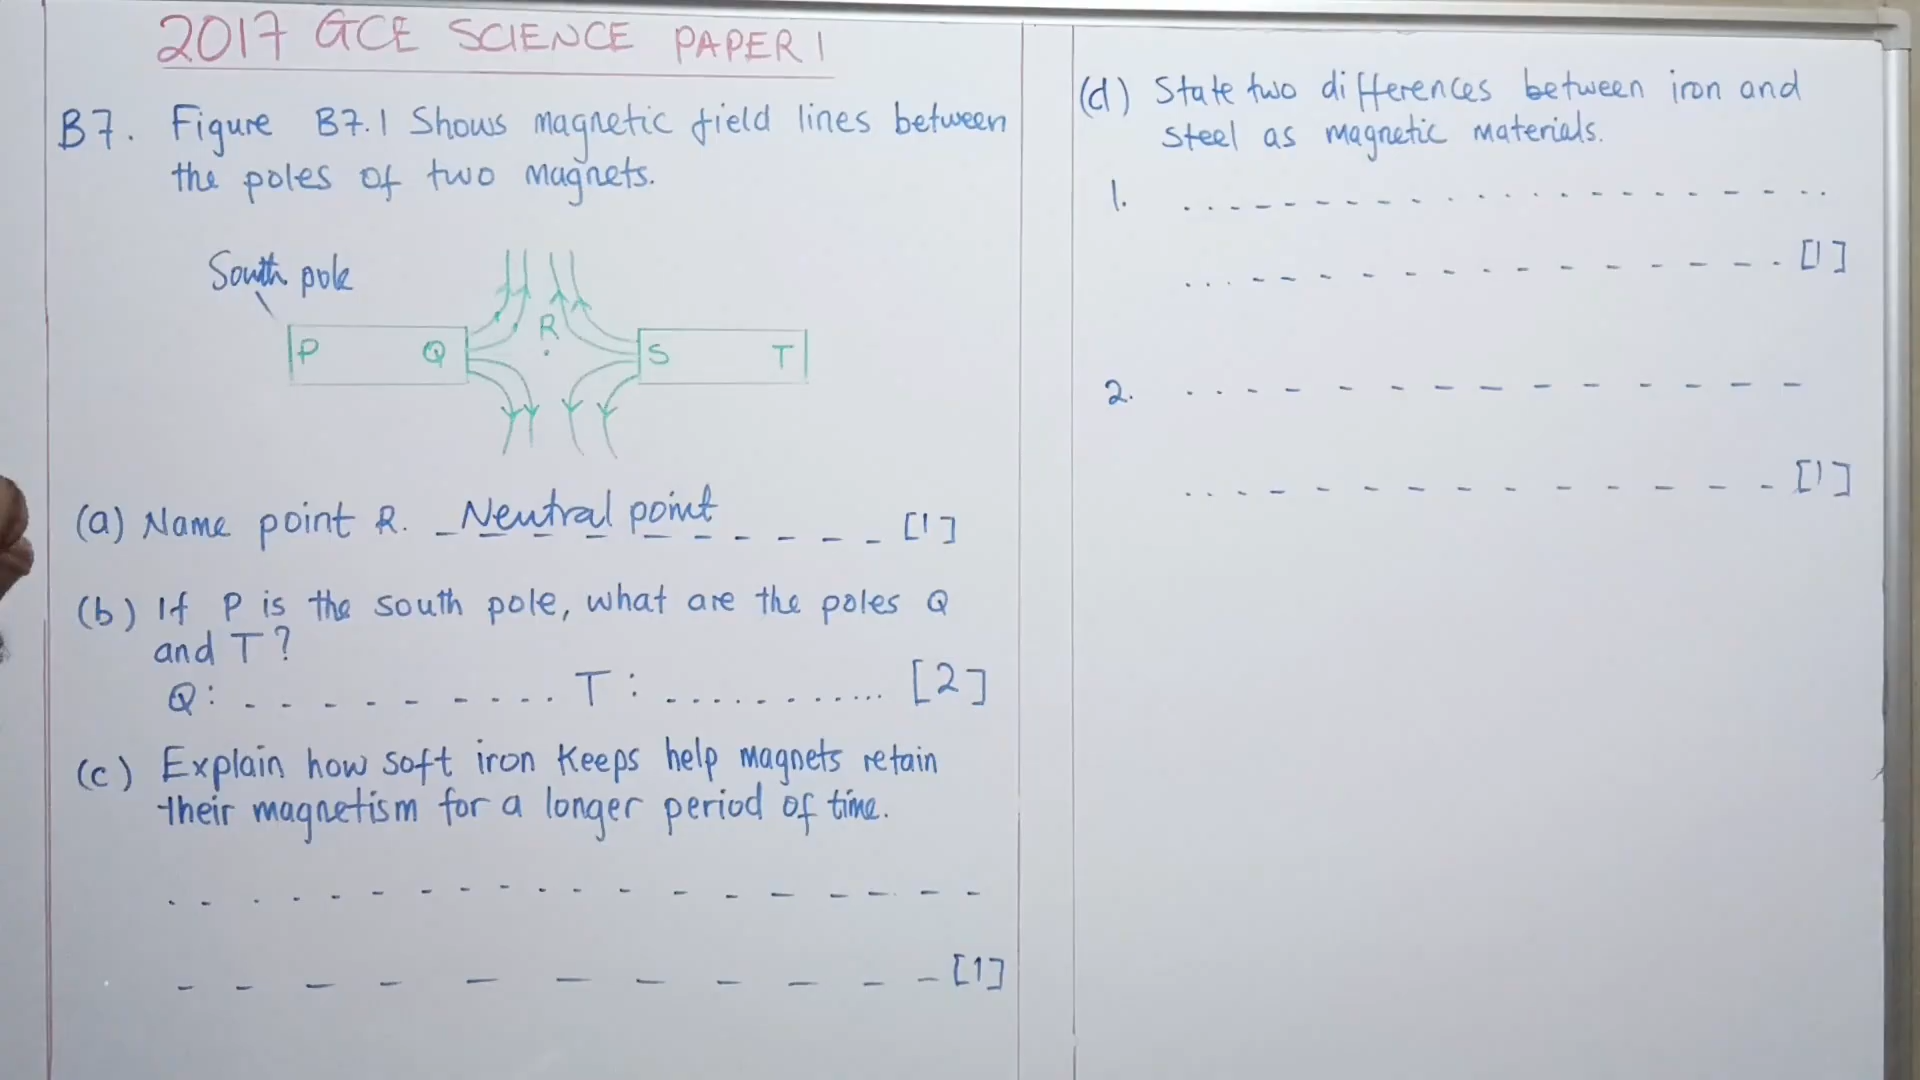 2017 GCE SCIENCE PAPER 1
B7. Figure B7.1 Shows magnetic field lines between
the poles of two magnets.
South pole
R
P Q S T
(a) Name point R. Neutral point [1]
(b) If P is the south pole, what are the poles Q
and T?
Q: .......... T: ........... [2]
(c) Explain how soft iron Keeps help magnets retain
their magnetism for a longer period of time.
[1]
(d) State two differences between iron and
steel as magnetic materials.
1.
[1]
2.
[1]